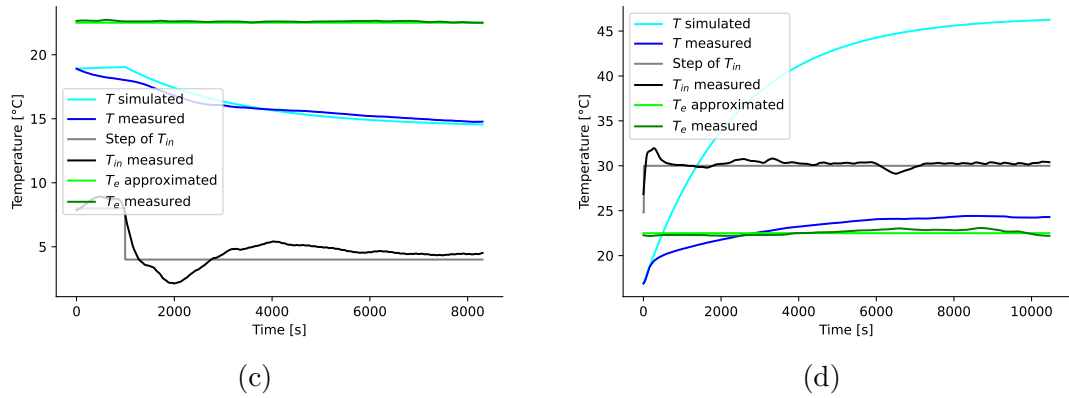 20
15
10
5
0
2000
4000
6000
8000
Temperature [°C]
Time [s]
T simulated
T measured
Step of T_in
T_in measured
T_e approximated
T_e measured
(c)
45
40
35
30
25
20
0
2000
4000
6000
8000
10000
Temperature [°C]
Time [s]
T simulated
T measured
Step of T_in
T_in measured
T_e approximated
T_e measured
(d)